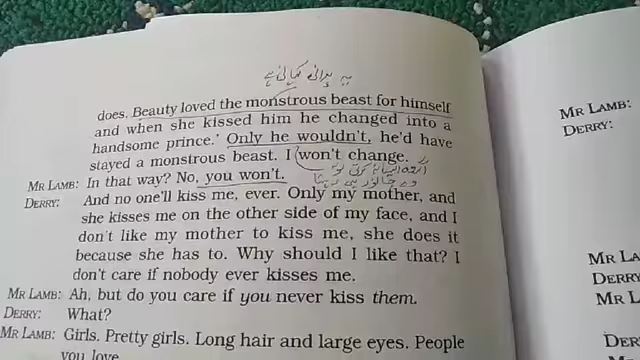 یہ پرانی کہانی ہے
does. Beauty loved the monstrous beast for himself
and when she kissed him he changed into a
handsome prince.' Only he wouldn't, he'd have
stayed a monstrous beast. I won't change.
MR LAMB: In that way? No, you won't.
DERRY: And no one'll kiss me, ever. Only my mother, and
she kisses me on the other side of my face, and I
don't like my mother to kiss me, she does it
because she has to. Why should I like that? I
don't care if nobody ever kisses me.
MR LAMB: Ah, but do you care if you never kiss them.
DERRY: What?
MR LAMB: Girls. Pretty girls. Long hair and large eyes. People
you love.
MR LAMB:
DERRY:
MR LA
DERRY
MR L
DER